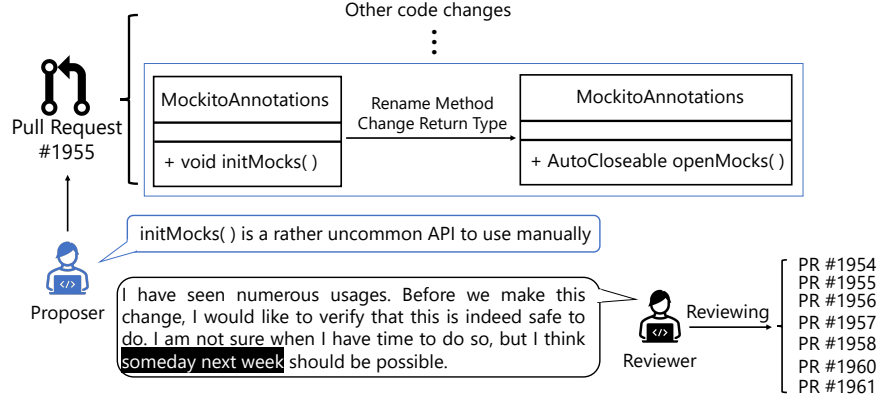 Other code changes
Pull Request
#1955
MockitoAnnotations
+ void initMocks( )
Rename Method
Change Return Type
MockitoAnnotations
+ AutoCloseable openMocks( )
initMocks( ) is a rather uncommon API to use manually
</>
Proposer
I have seen numerous usages. Before we make this
change, I would like to verify that this is indeed safe to
do. I am not sure when I have time to do so, but I think
someday next week should be possible.
</>
Reviewer
Reviewing
PR #1954
PR #1955
PR #1956
PR #1957
PR #1958
PR #1960
PR #1961